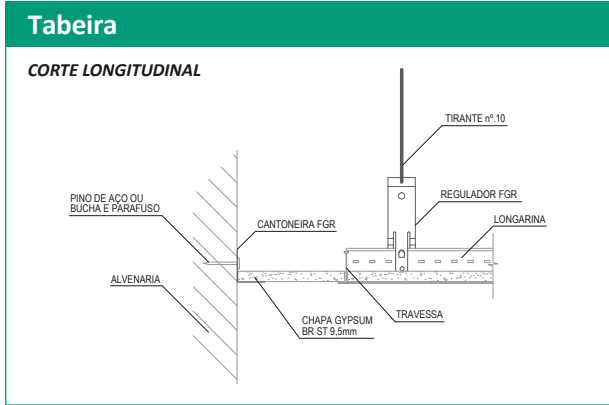 Tabeira
CORTE LONGITUDINAL
TIRANTE nº.10
PINO DE AÇO OU
BUCHA E PARAFUSO
CANTONEIRA FGR
REGULADOR FGR
LONGARINA
ALVENARIA
CHAPA GYPSUM
BR ST 9,5mm
TRAVESSA